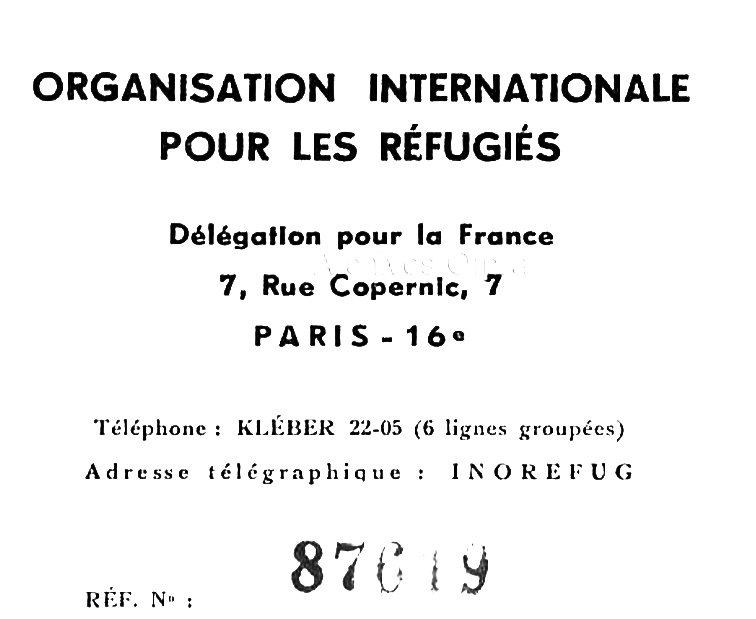 ORGANISATION INTERNATIONALE
POUR LES RÉFUGIÉS
Délégation pour la France
7, Rue Copernic, 7
PARIS - 16e
Téléphone : KLÉBER 22-05 (6 lignes groupées)
Adresse télégraphique : INOREFUG
87619
RÉF. No :